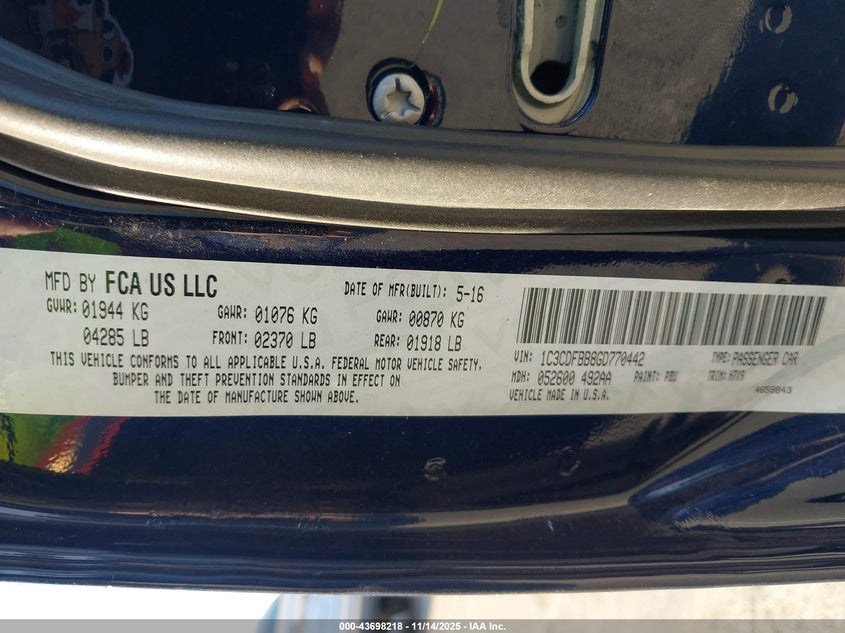 MFD BY FCA US LLC
DATE OF MFR(BUILT): 5-16
GVWR: 01944 KG
GAWR: 01076 KG
GAWR: 00870 KG
04285 LB
FRONT: 02370 LB
REAR: 01918 LB
THIS VEHICLE CONFORMS TO ALL APPLICABLE U.S.A. FEDERAL MOTOR VEHICLE SAFETY,
BUMPER AND THEFT PREVENTION STANDARDS IN EFFECT ON
THE DATE OF MANUFACTURE SHOWN ABOVE.
VIN: 1C3CDFBB8GD770442
TYPE: PASSENGER CAR
MDH: 052600 492AA
PAINT: PBU
TRIM: H7X9
VEHICLE MADE IN U.S.A.
4658843
000-43698218 - 11/14/2025 - IAA Inc.